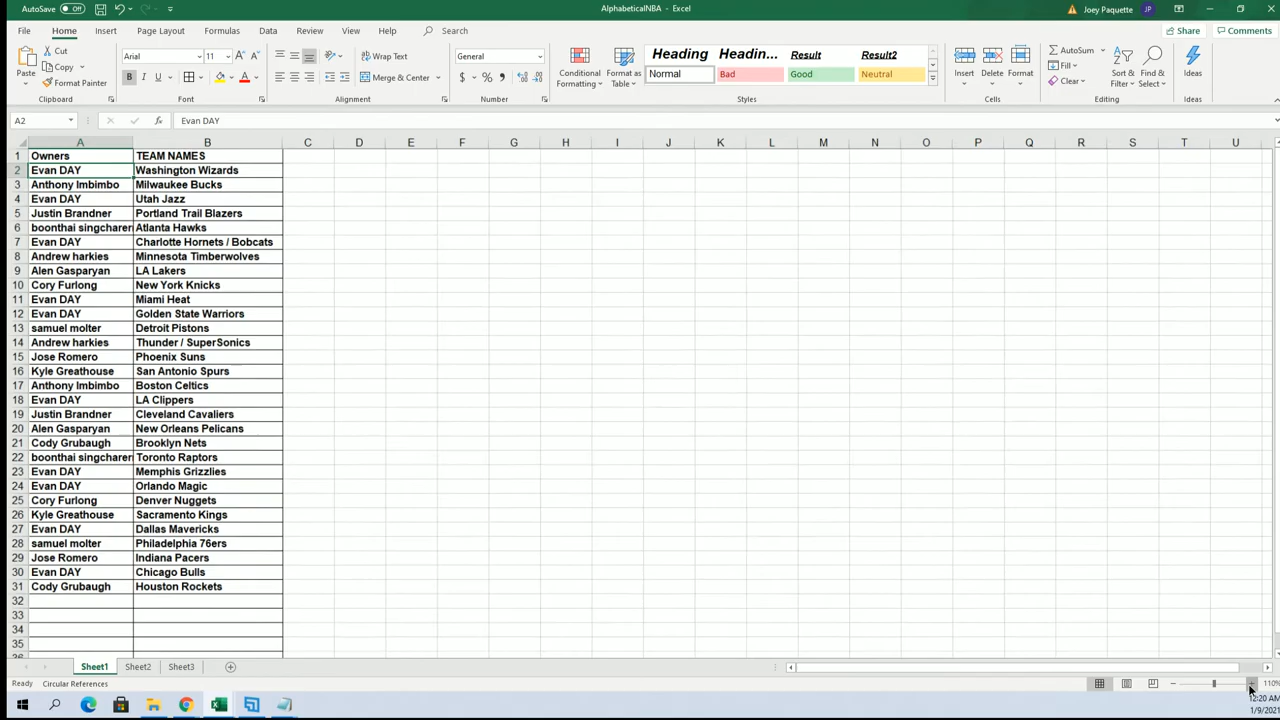 AutoSave Off AlphabeticalNBA - Excel Joey Paquette JP
File Home Insert Page Layout Formulas Data Review View Help Search Share Comments
Paste Cut Copy Format Painter
Clipboard
Arial 11 B I U Font
Wrap Text
Merge & Center
Alignment
General
$ % Number
Conditional Formatting Format as Table
Heading Headin... Result Result2
Normal Bad Good Neutral
Styles
Insert Delete Format
Cells
AutoSum
Fill
Clear
Sort & Filter Find & Select
Editing
Ideas
Ideas
A2 fx Evan DAY
A B C D E F G H I J K L M N O P Q R S T U
1 Owners TEAM NAMES
2 Evan DAY Washington Wizards
3 Anthony Imbimbo Milwaukee Bucks
4 Evan DAY Utah Jazz
5 Justin Brandner Portland Trail Blazers
6 boonthai singcharer Atlanta Hawks
7 Evan DAY Charlotte Hornets / Bobcats
8 Andrew harkies Minnesota Timberwolves
9 Alen Gasparyan LA Lakers
10 Cory Furlong New York Knicks
11 Evan DAY Miami Heat
12 Evan DAY Golden State Warriors
13 samuel molter Detroit Pistons
14 Andrew harkies Thunder / SuperSonics
15 Jose Romero Phoenix Suns
16 Kyle Greathouse San Antonio Spurs
17 Anthony Imbimbo Boston Celtics
18 Evan DAY LA Clippers
19 Justin Brandner Cleveland Cavaliers
20 Alen Gasparyan New Orleans Pelicans
21 Cody Grubaugh Brooklyn Nets
22 boonthai singcharer Toronto Raptors
23 Evan DAY Memphis Grizzlies
24 Evan DAY Orlando Magic
25 Cory Furlong Denver Nuggets
26 Kyle Greathouse Sacramento Kings
27 Evan DAY Dallas Mavericks
28 samuel molter Philadelphia 76ers
29 Jose Romero Indiana Pacers
30 Evan DAY Chicago Bulls
31 Cody Grubaugh Houston Rockets
32
33
34
35
Sheet1 Sheet2 Sheet3
Ready Circular References 110%
12:20 AM
1/9/2021